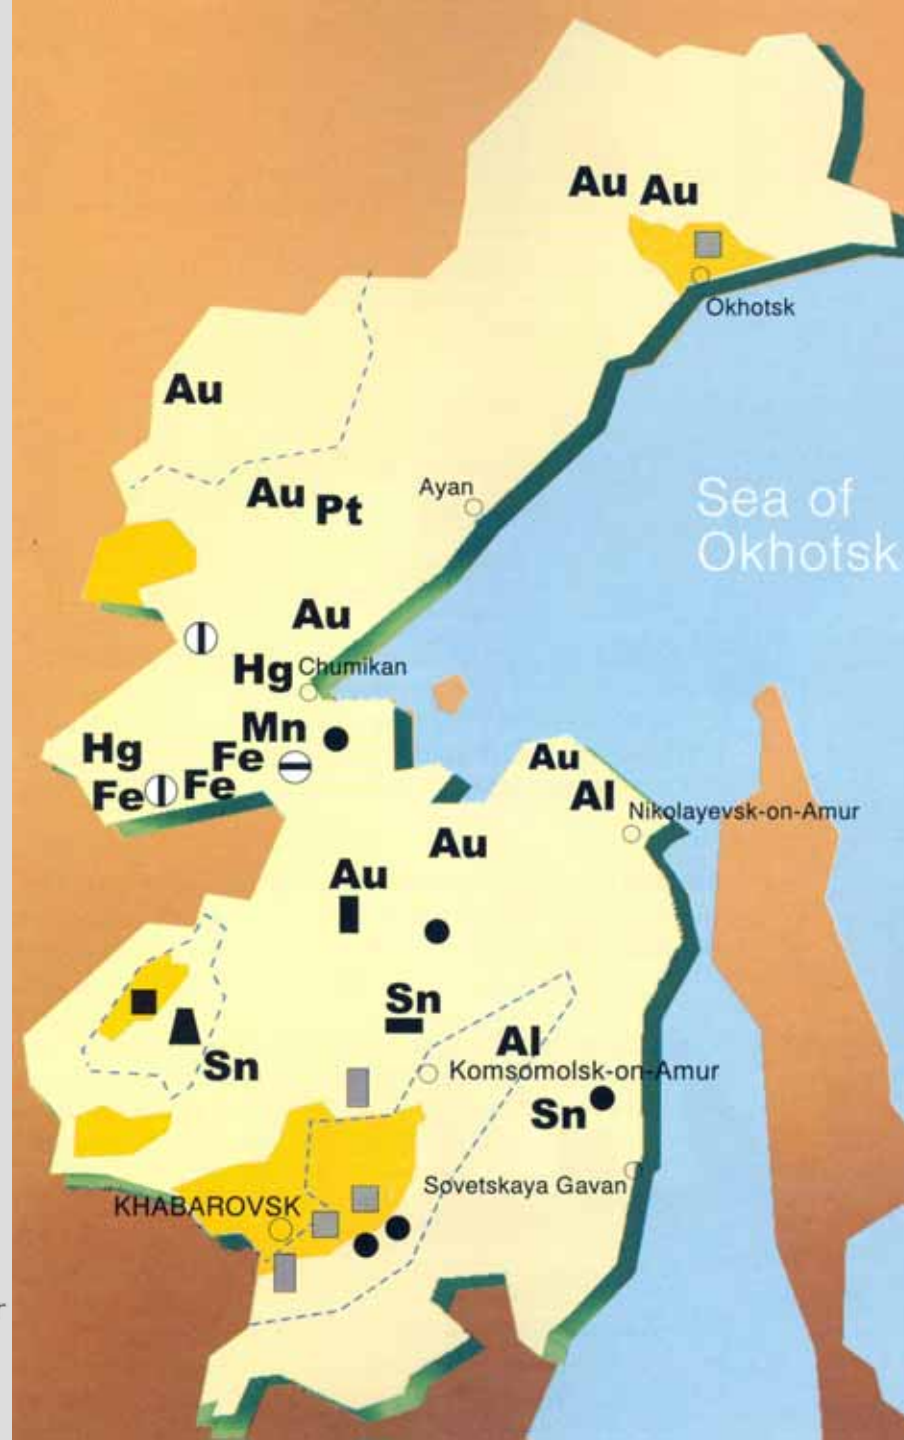 Au Au
Okhotsk
Au
Sea of
Okhotsk
Ayan
Au Pt
Au
Hg Chumikan
Mn
Hg Fe
Fe Fe
Au
Al Nikolayevsk-on-Amur
Au
Au
Sn
Al
Sn
Komsomolsk-on-Amur
Sn
Sovetskaya Gavan
KHABAROVSK